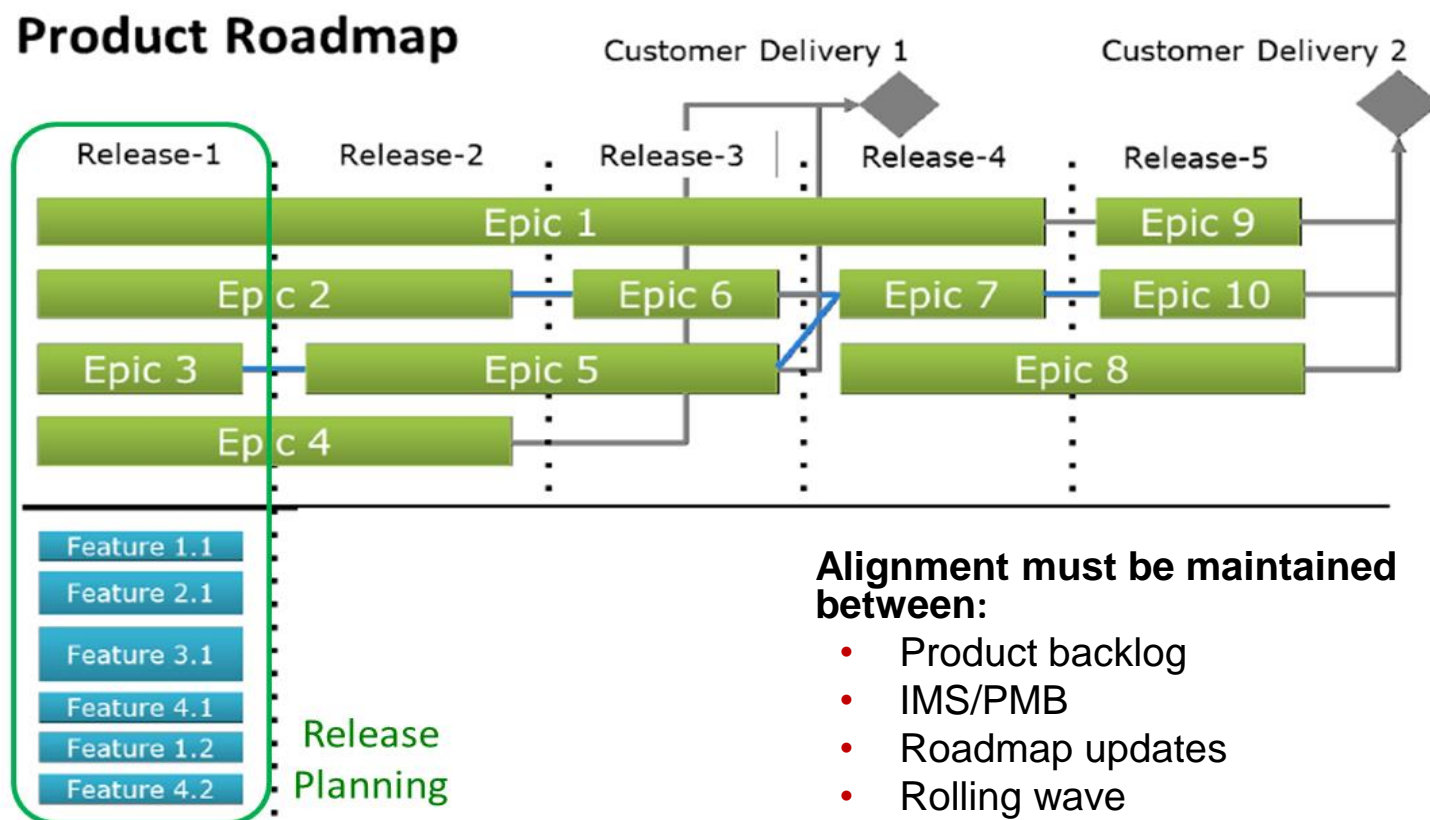 Product Roadmap
Customer Delivery 1
Customer Delivery 2
Release-1
Release-2
Release-3
Release-4
Release-5
Epic 1
Epic 9
Epic 2
Epic 6
Epic 7
Epic 10
Epic 3
Epic 5
Epic 8
Epic 4
Feature 1.1
Feature 2.1
Feature 3.1
Feature 4.1
Feature 1.2
Feature 4.2
Release
Planning
Alignment must be maintained
between:
• Product backlog
• IMS/PMB
• Roadmap updates
• Rolling wave